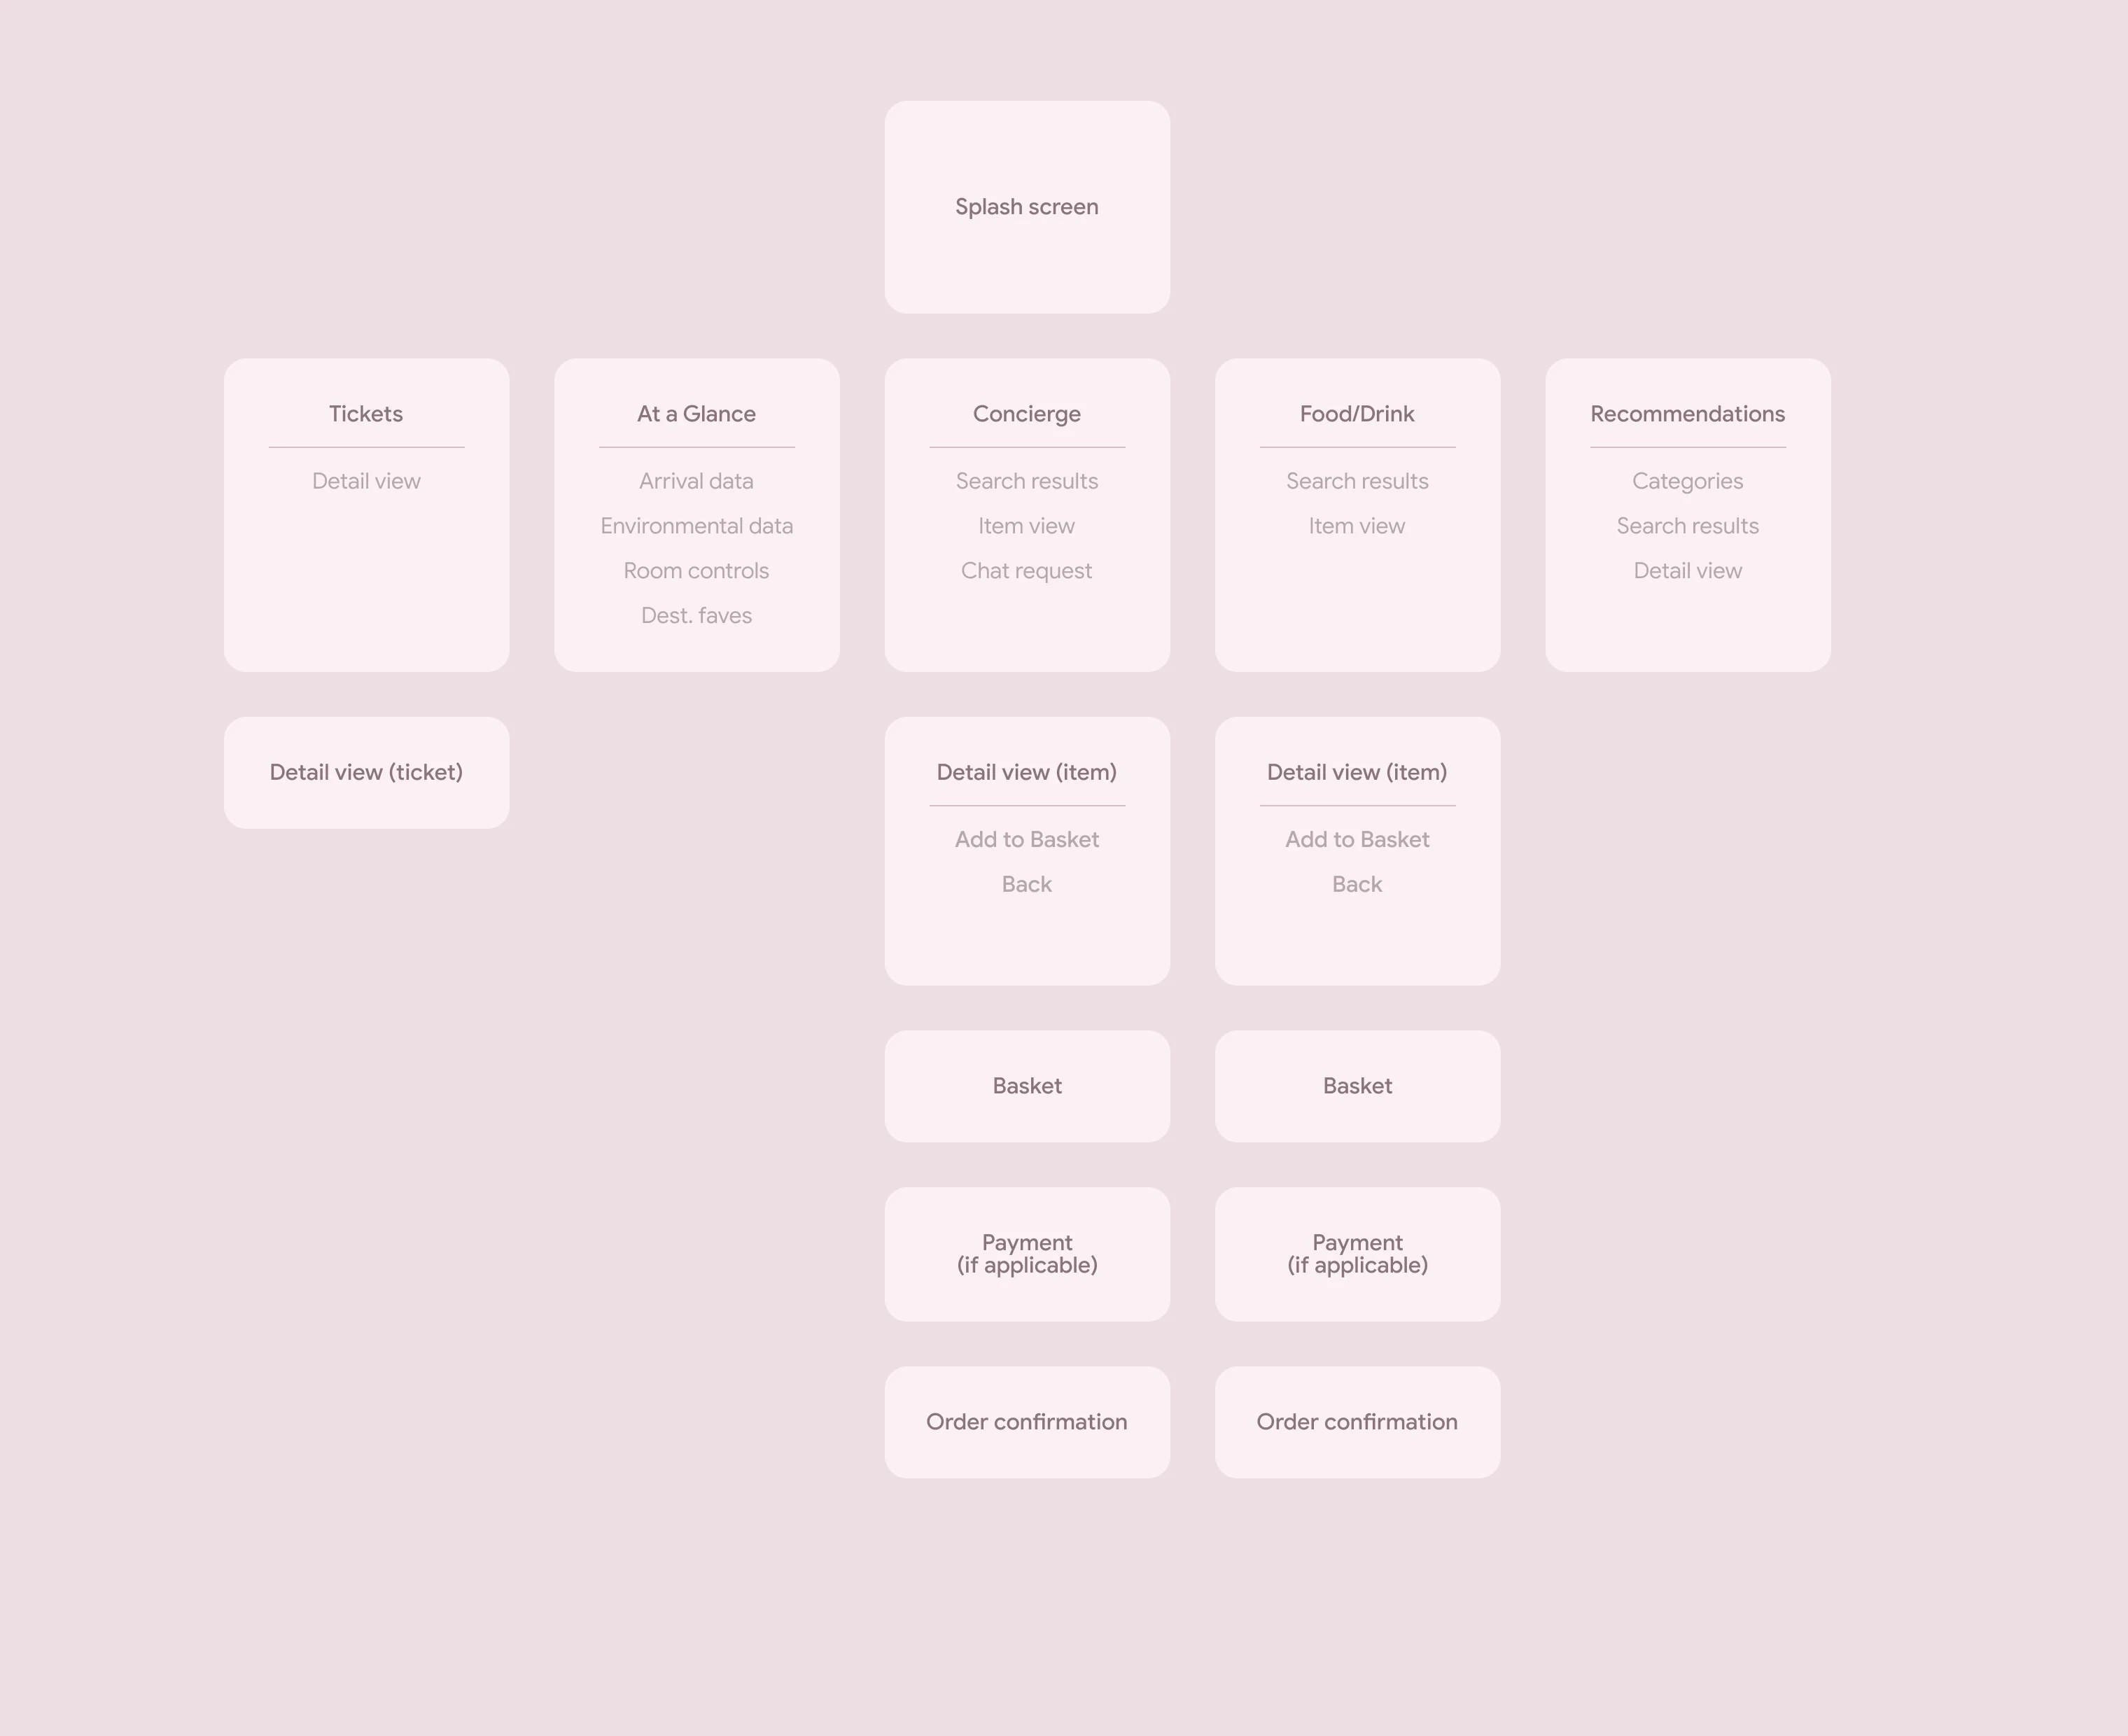 Splash screen
Tickets
Detail view
At a Glance
Arrival data
Environmental data
Room controls
Dest. faves
Concierge
Search results
Item view
Chat request
Food/Drink
Search results
Item view
Recommendations
Categories
Search results
Detail view
Detail view (ticket)
Detail view (item)
Add to Basket
Back
Detail view (item)
Add to Basket
Back
Basket
Basket
Payment
(if applicable)
Payment
(if applicable)
Order confirmation
Order confirmation